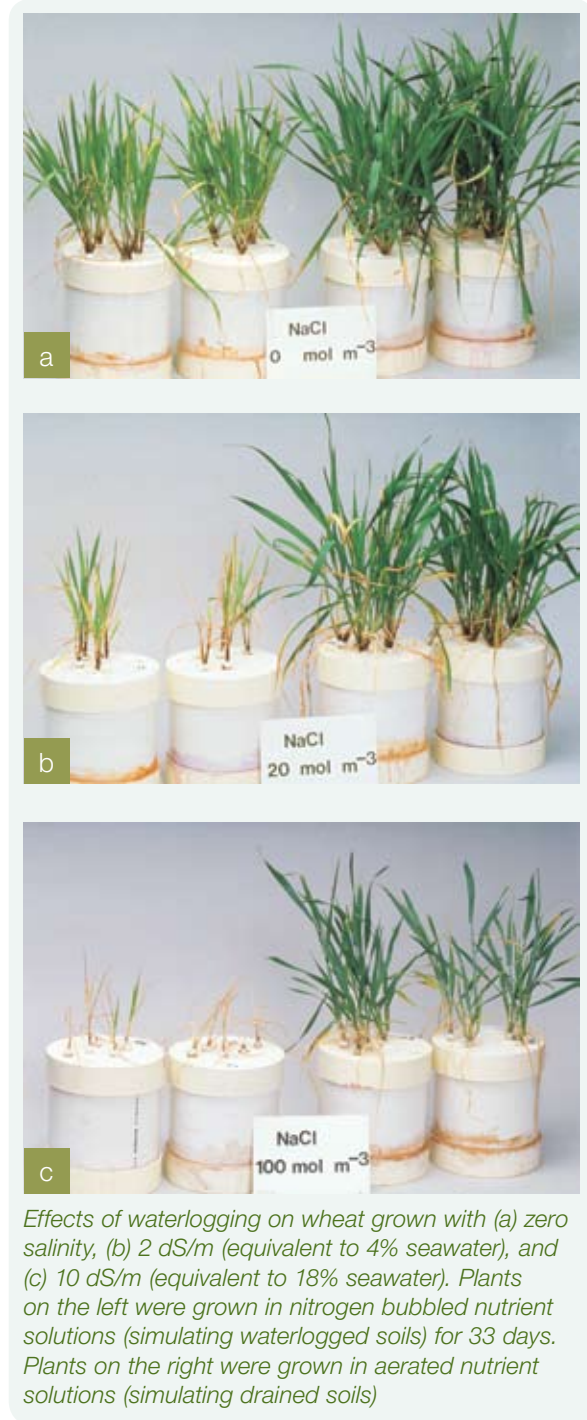 a
NaCl
0 mol m⁻³
b
NaCl
20 mol m⁻³
c
NaCl
100 mol m⁻³
Effects of waterlogging on wheat grown with (a) zero
salinity, (b) 2 dS/m (equivalent to 4% seawater), and
(c) 10 dS/m (equivalent to 18% seawater). Plants
on the left were grown in nitrogen bubbled nutrient
solutions (simulating waterlogged soils) for 33 days.
Plants on the right were grown in aerated nutrient
solutions (simulating drained soils)